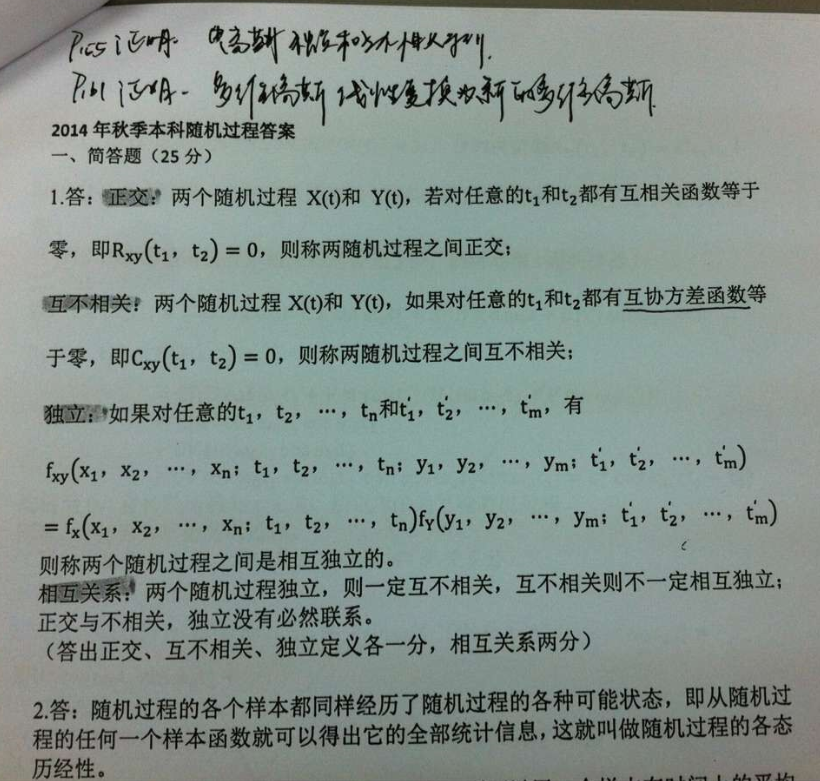 证明. 高斯 独立和
P161 证明. 多维高斯 线性变换为新的多维高斯
2014 年秋季本科随机过程答案
一、简答题（25 分）
1.答：正交：两个随机过程 X(t)和 Y(t)，若对任意的t₁和t₂都有互相关函数等于
零，即Rxy(t₁，t₂) = 0，则称两随机过程之间正交；
互不相关：两个随机过程 X(t)和 Y(t)，如果对任意的t₁和t₂都有互协方差函数等
于零，即Cxy(t₁，t₂) = 0，则称两随机过程之间互不相关；
独立：如果对任意的t₁，t₂，…，tn和t₁′，t₂′，…，tm′，有
fxy(x₁，x₂，…，xn；t₁，t₂，…，tn；y₁，y₂，…，ym；t₁′，t₂′，…，tm′)
= fx(x₁，x₂，…，xn；t₁，t₂，…，tn)fY(y₁，y₂，…，ym；t₁′，t₂′，…，tm′)
则称两个随机过程之间是相互独立的。
相互关系：两个随机过程独立，则一定互不相关，互不相关则不一定相互独立；
正交与不相关，独立没有必然联系。
（答出正交、互不相关、独立定义各一分，相互关系两分）
2.答：随机过程的各个样本都同样经历了随机过程的各种可能状态，即从随机过
程的任何一个样本函数就可以得出它的全部统计信息，这就叫做随机过程的各态
历经性。